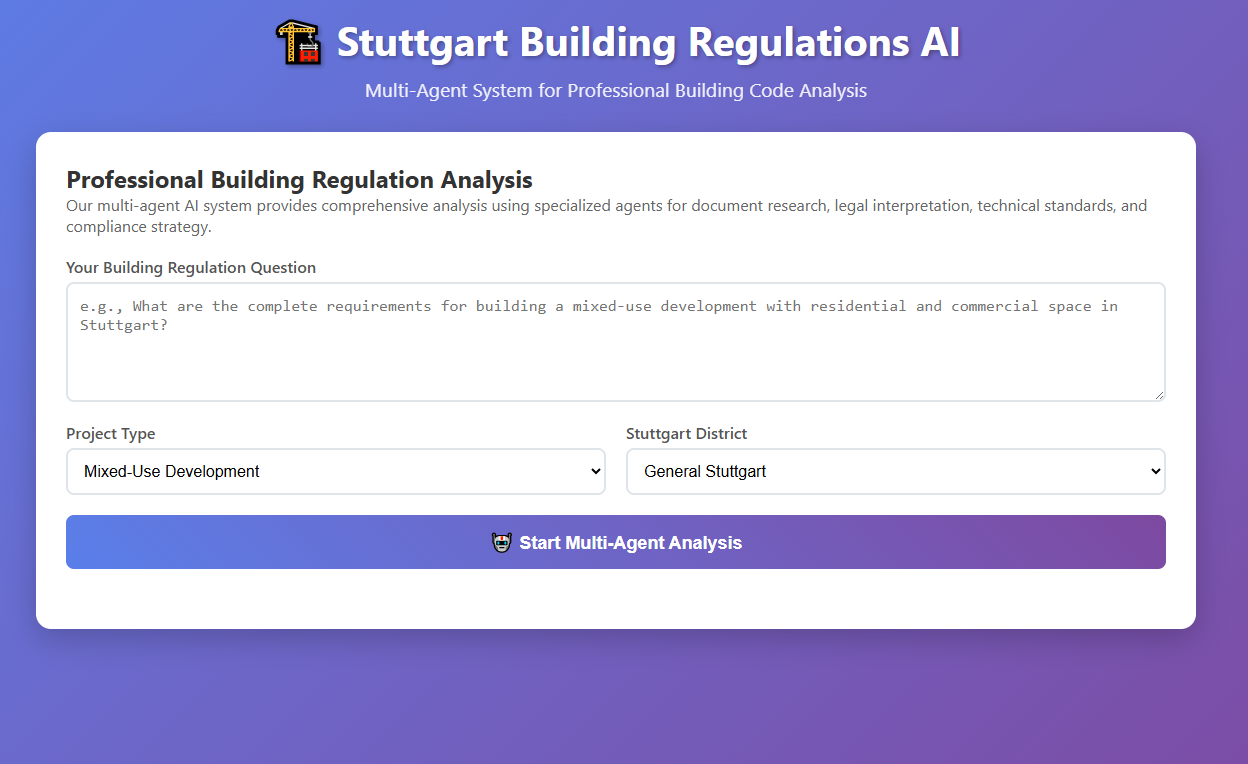 Stuttgart Building Regulations AI
Multi-Agent System for Professional Building Code Analysis
Professional Building Regulation Analysis
Our multi-agent AI system provides comprehensive analysis using specialized agents for document research, legal interpretation, technical standards, and
compliance strategy.
Your Building Regulation Question
e.g., What are the complete requirements for building a mixed-use development with residential and commercial space in
Stuttgart?
Project Type
Stuttgart District
Mixed-Use Development
General Stuttgart
Start Multi-Agent Analysis